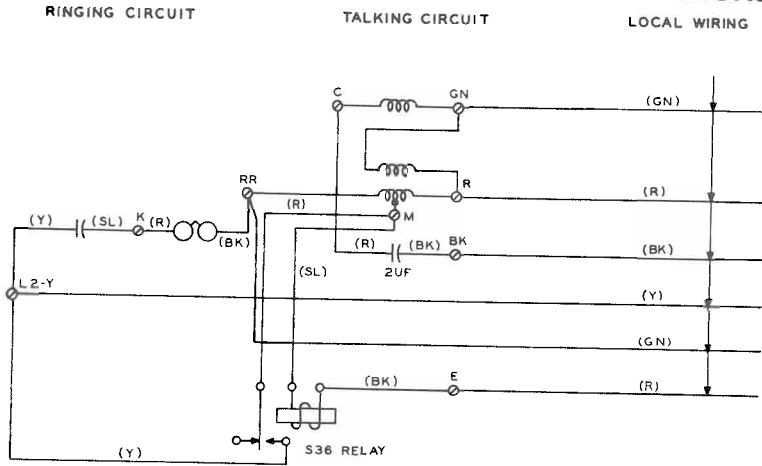 RINGING CIRCUIT
TALKING CIRCUIT
LOCAL WIRING
C
GN
(GN)
RR
(R)
R
(R)
(Y)
(SL)
K
(R)
(BK)
M
(R)
(BK)
BK
(BK)
2UF
(SL)
L2-Y
(Y)
(GN)
(BK)
E
(R)
S36 RELAY
(Y)